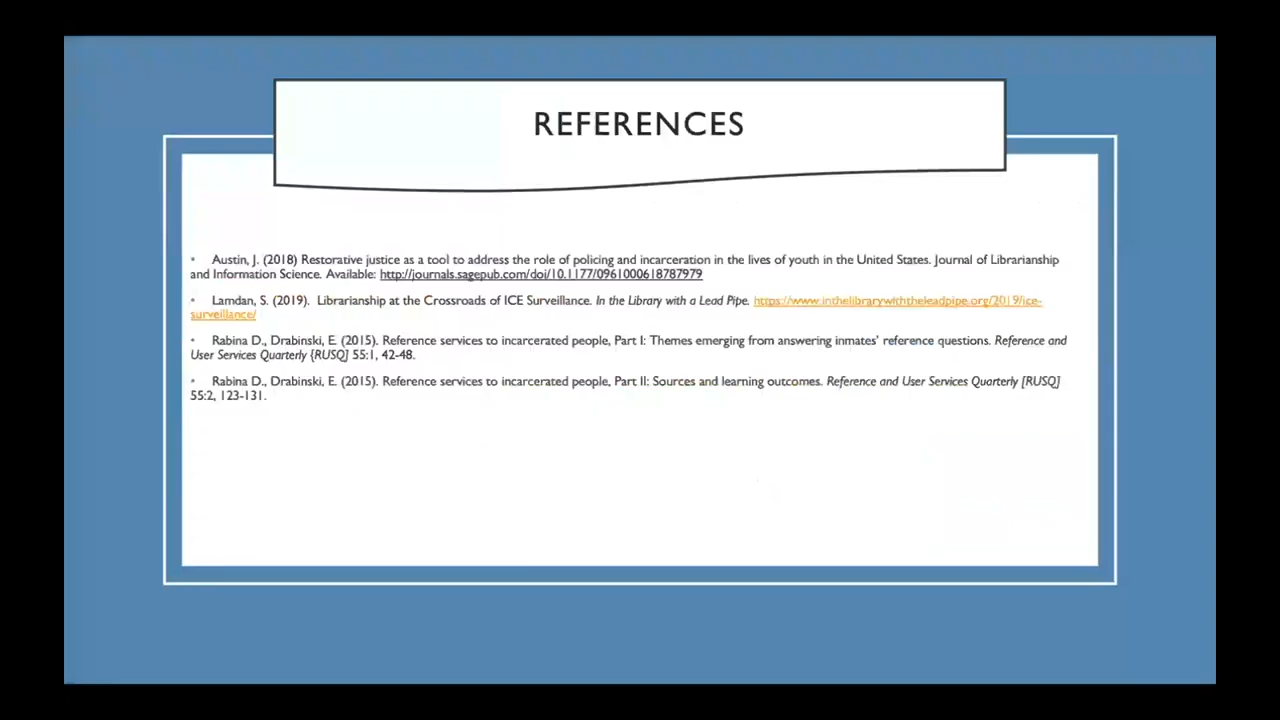 REFERENCES
• Austin, J. (2018) Restorative justice as a tool to address the role of policing and incarceration in the lives of youth in the United States. Journal of Librarianship
and Information Science. Available: http://journals.sagepub.com/doi/10.1177/0961000618787979
• Lamdan, S. (2019). Librarianship at the Crossroads of ICE Surveillance. In the Library with a Lead Pipe. https://www.inthelibrarywiththeleadpipe.org/2019/ice-
surveillance/
• Rabina D., Drabinski, E. (2015). Reference services to incarcerated people, Part I: Themes emerging from answering inmates' reference questions. Reference and
User Services Quarterly {RUSQ] 55:1, 42-48.
• Rabina D., Drabinski, E. (2015). Reference services to incarcerated people, Part II: Sources and learning outcomes. Reference and User Services Quarterly [RUSQ]
55:2, 123-131.